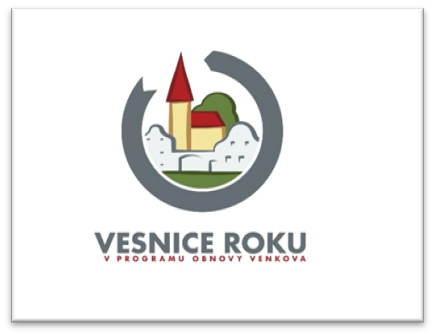 VESNICE ROKU
V PROGRAMU OBNOVY VENKOVA